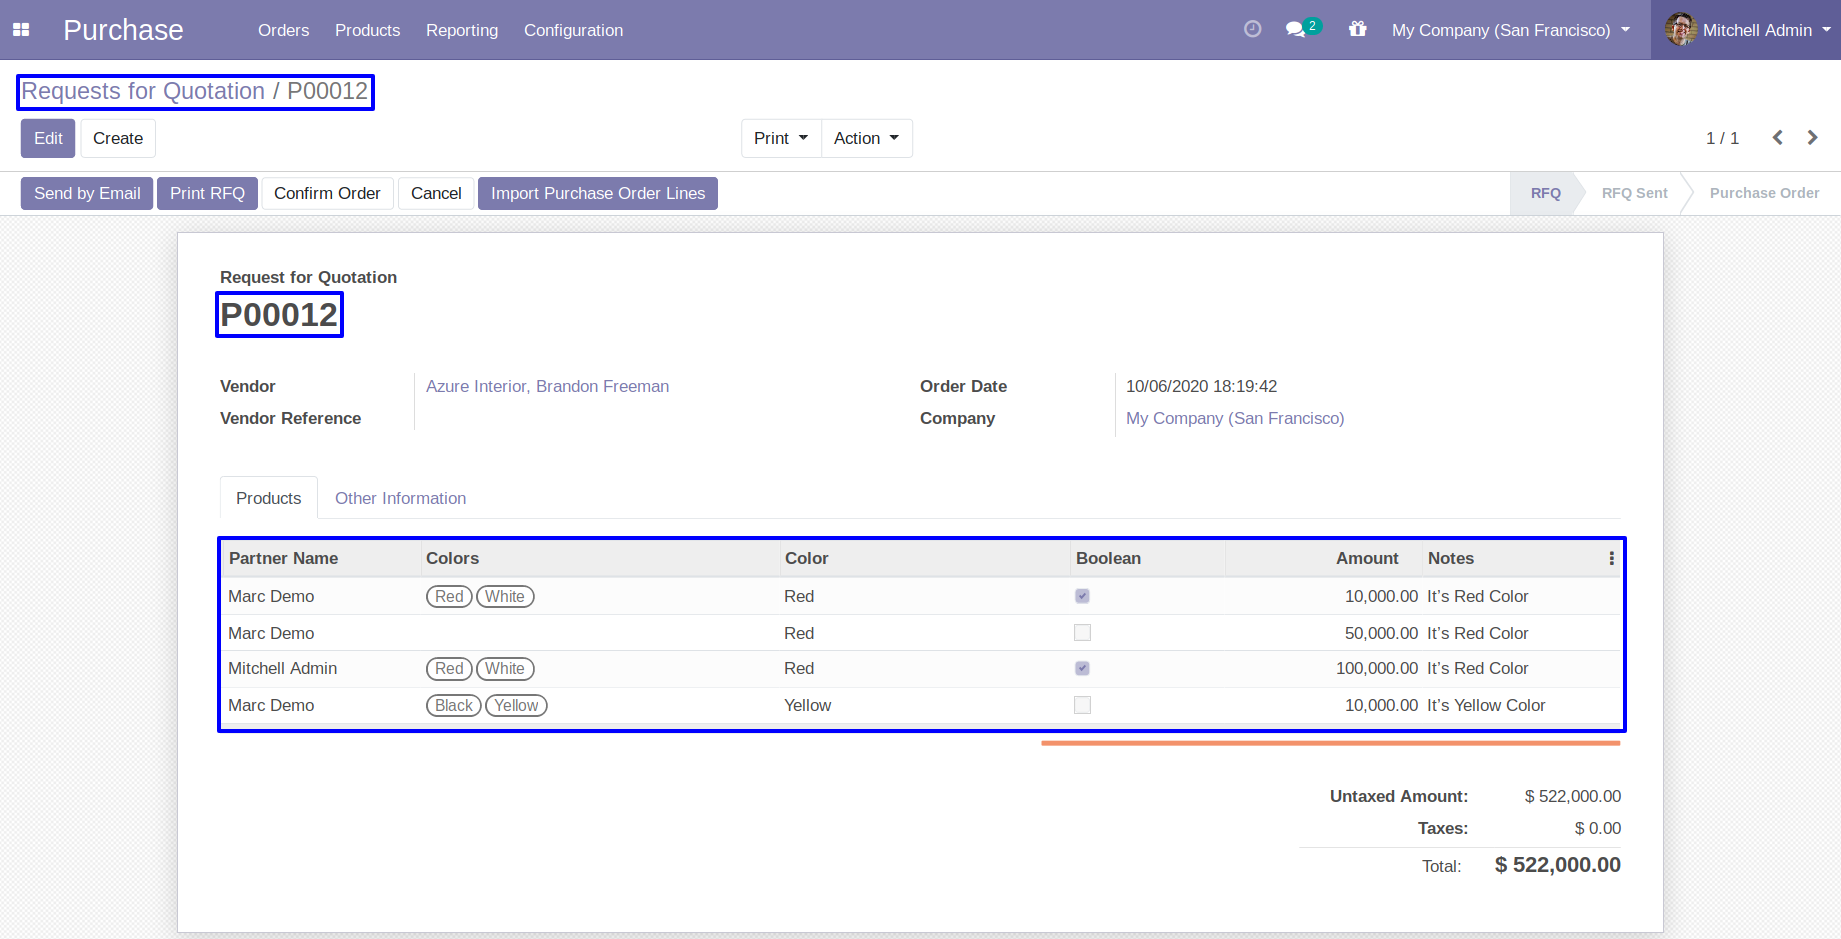 Purchase Orders Products Reporting Configuration 2 My Company (San Francisco) Mitchell Admin
Requests for Quotation / P00012
Edit Create Print Action 1 / 1
Send by Email Print RFQ Confirm Order Cancel Import Purchase Order Lines RFQ RFQ Sent Purchase Order
Request for Quotation
P00012
Vendor Azure Interior, Brandon Freeman Order Date 10/06/2020 18:19:42
Vendor Reference Company My Company (San Francisco)
Products Other Information
Partner Name Colors Color Boolean Amount Notes
Marc Demo Red White Red 10,000.00 It’s Red Color
Marc Demo Red 50,000.00 It’s Red Color
Mitchell Admin Red White Red 100,000.00 It’s Red Color
Marc Demo Black Yellow Yellow 10,000.00 It’s Yellow Color
Untaxed Amount: $ 522,000.00
Taxes: $ 0.00
Total: $ 522,000.00